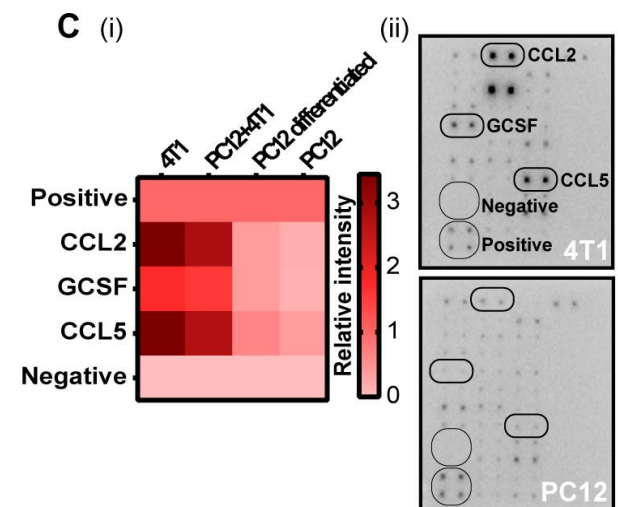 C (i)
4T1
PC12+4T1
PC12 differentiated
PC12
Positive
CCL2
GCSF
CCL5
Negative
Relative intensity
3
2
1
0
(ii)
CCL2
GCSF
CCL5
Negative
Positive
4T1
PC12